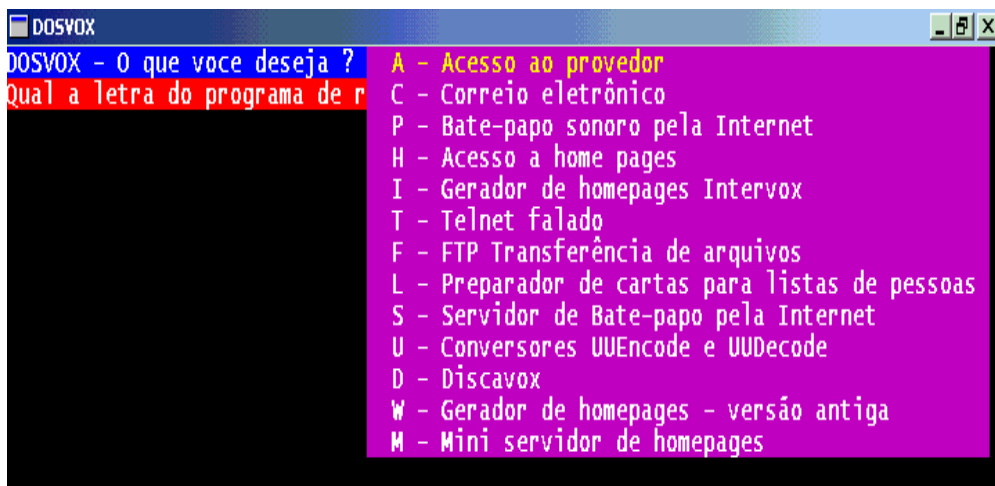 DOSVOX
DOSVOX - O que voce deseja ?
Qual a letra do programa de r
A - Acesso ao provedor
C - Correio eletrônico
P - Bate-papo sonoro pela Internet
H - Acesso a home pages
I - Gerador de homepages Intervox
T - Telnet falado
F - FTP Transferência de arquivos
L - Preparador de cartas para listas de pessoas
S - Servidor de Bate-papo pela Internet
U - Conversores UUEncode e UUDecode
D - Discavox
W - Gerador de homepages - versão antiga
M - Mini servidor de homepages